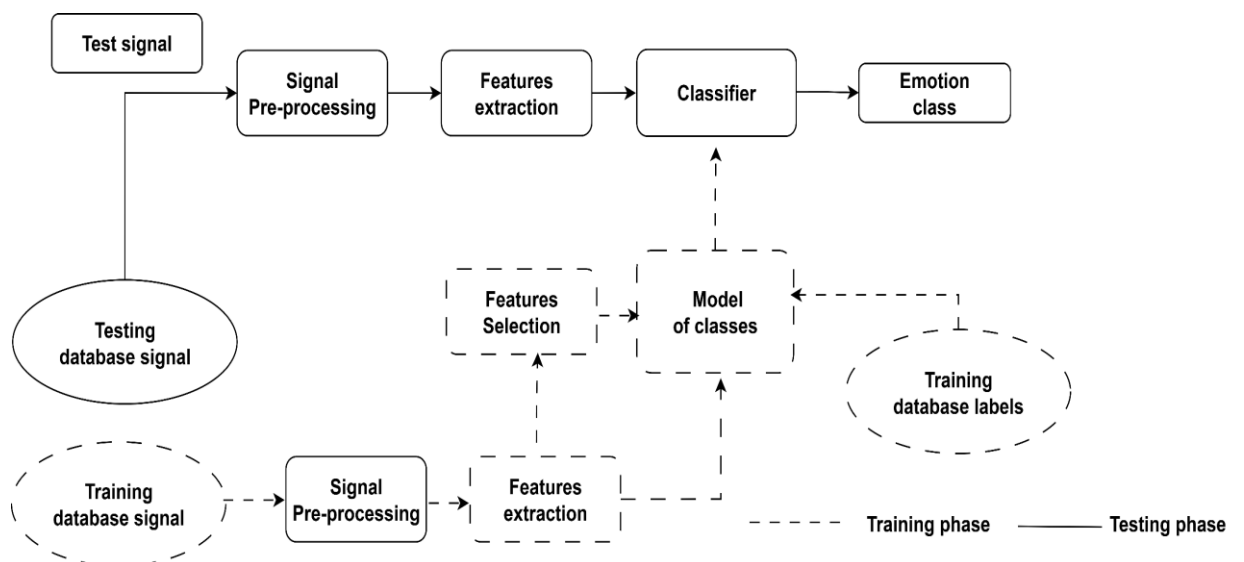 Test signal
Signal
Pre-processing
Features
extraction
Classifier
Emotion
class
Testing
database signal
Features
Selection
Model
of classes
Training
database labels
Training
database signal
Signal
Pre-processing
Features
extraction
Training phase
Testing phase